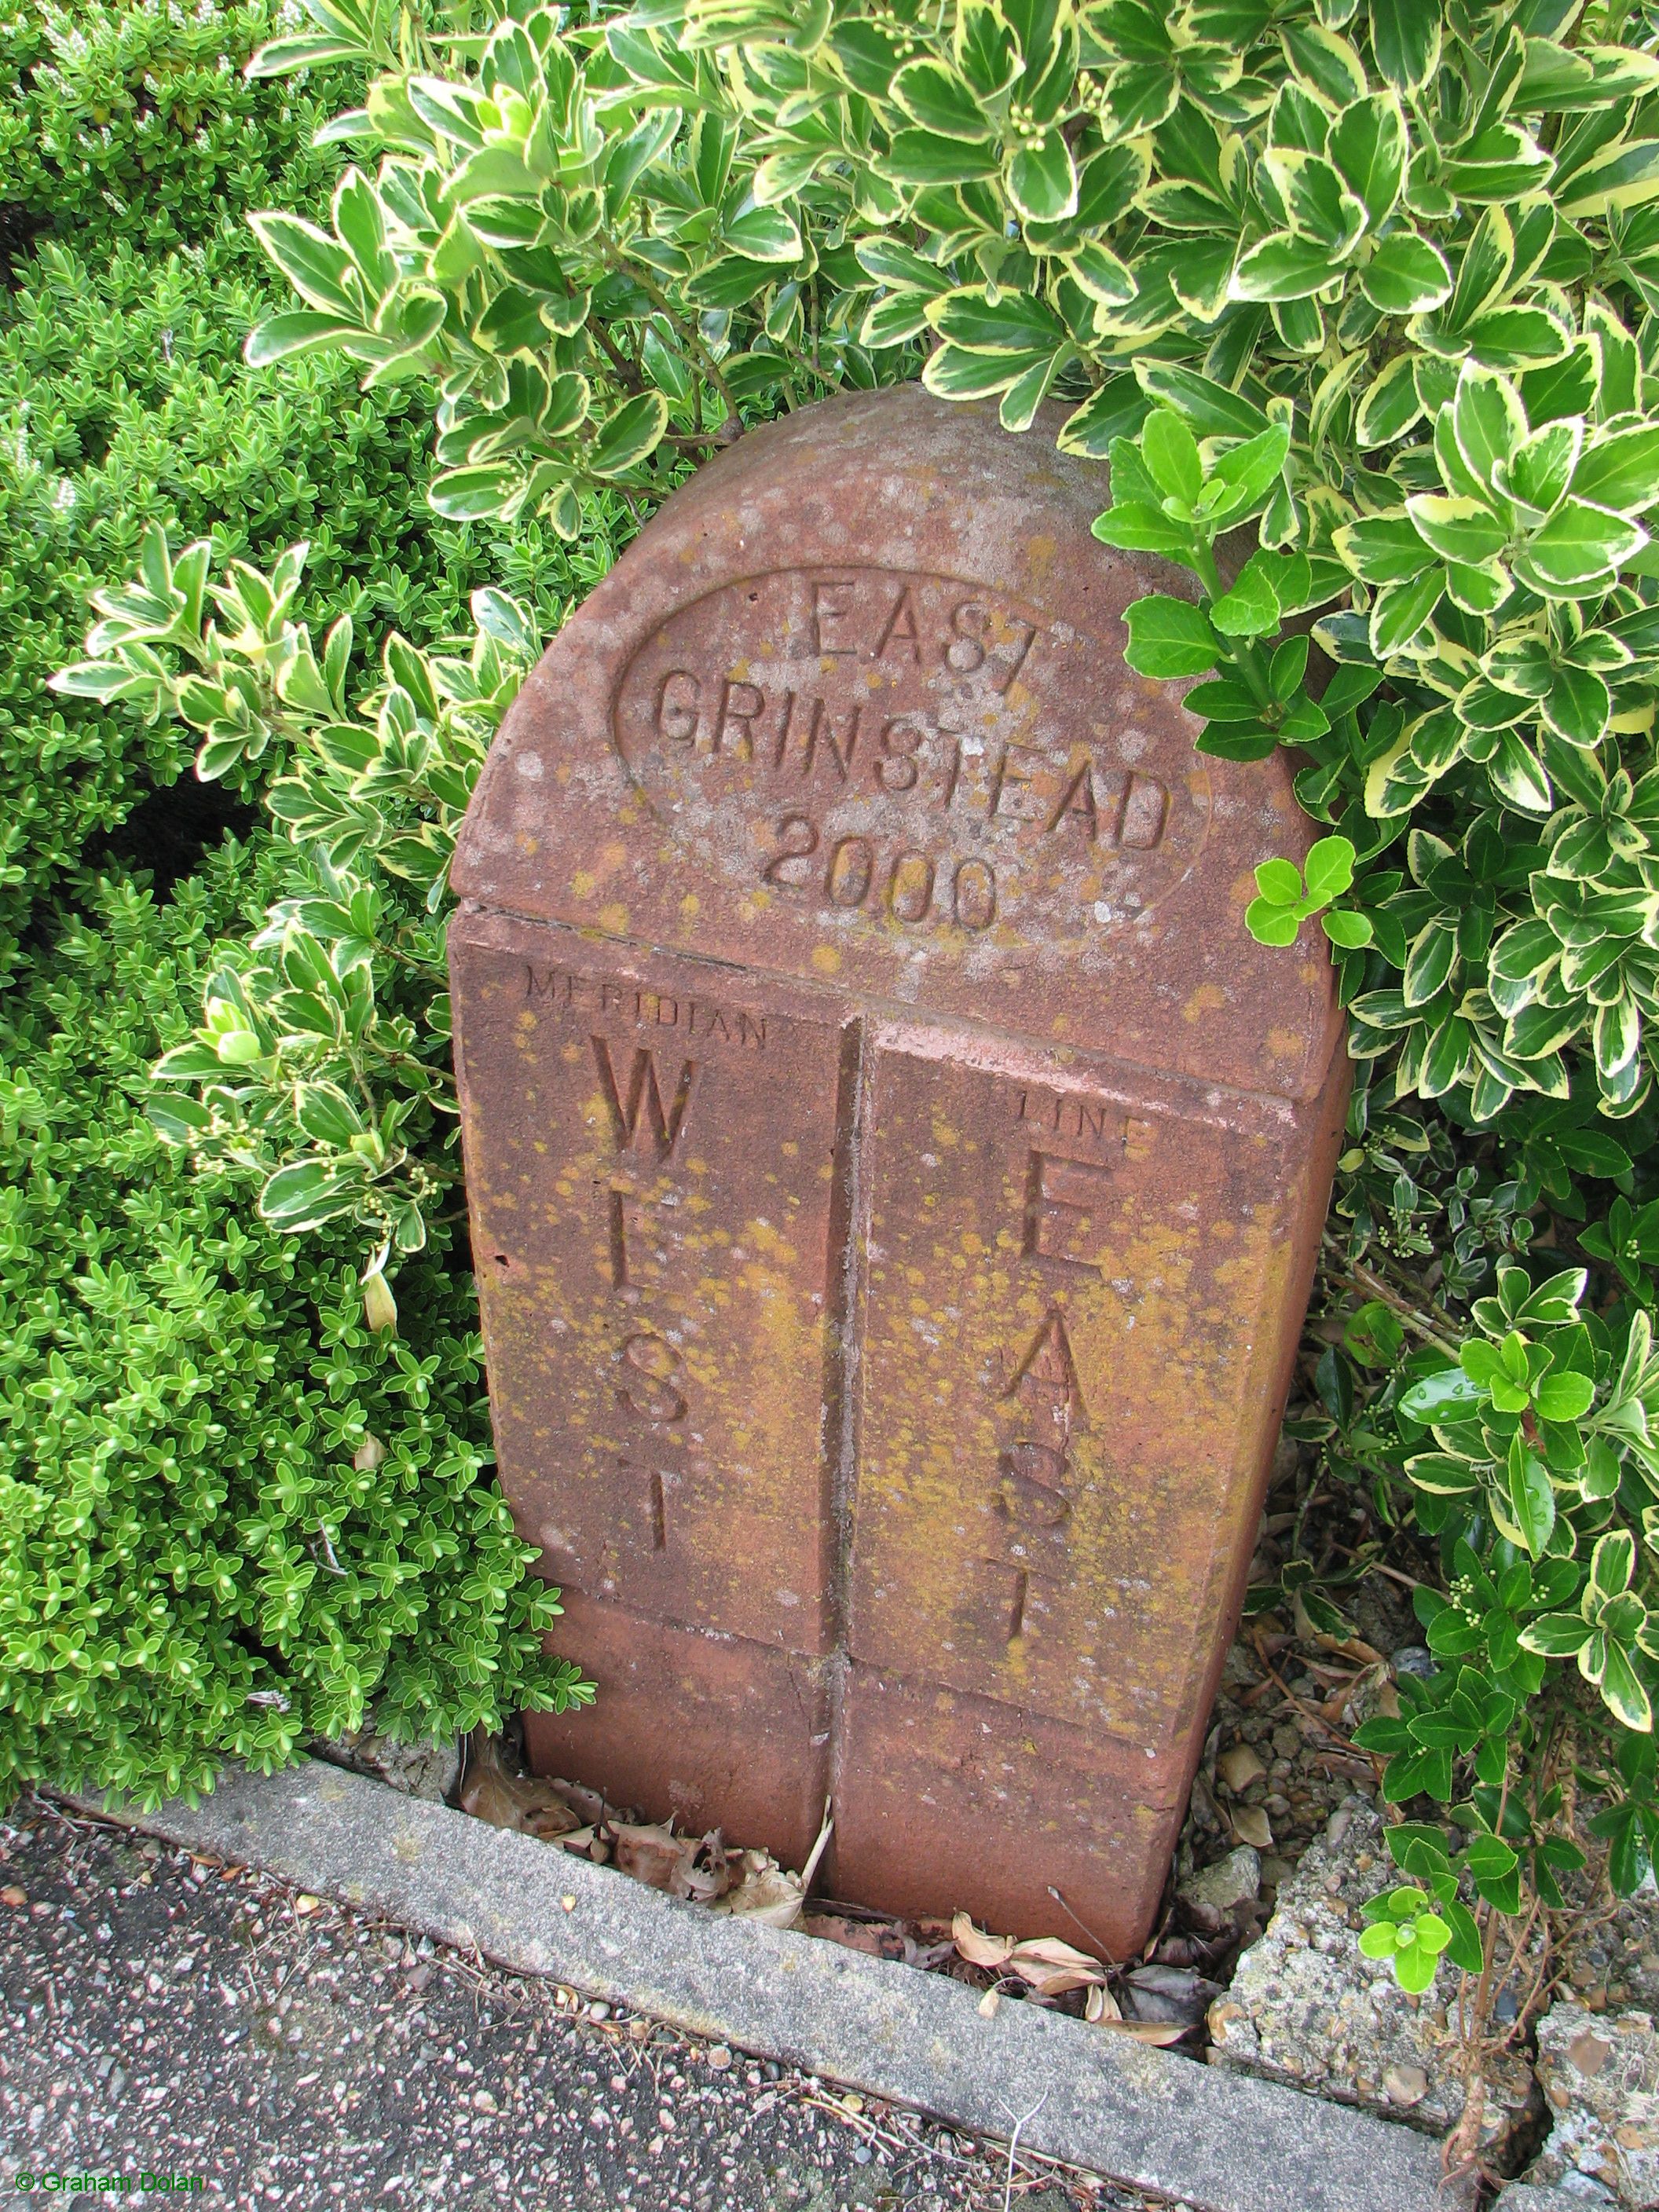 EAST
GRINSTEAD
2000
MERIDIAN LINE
WEST
EAST
© Graham Dolan